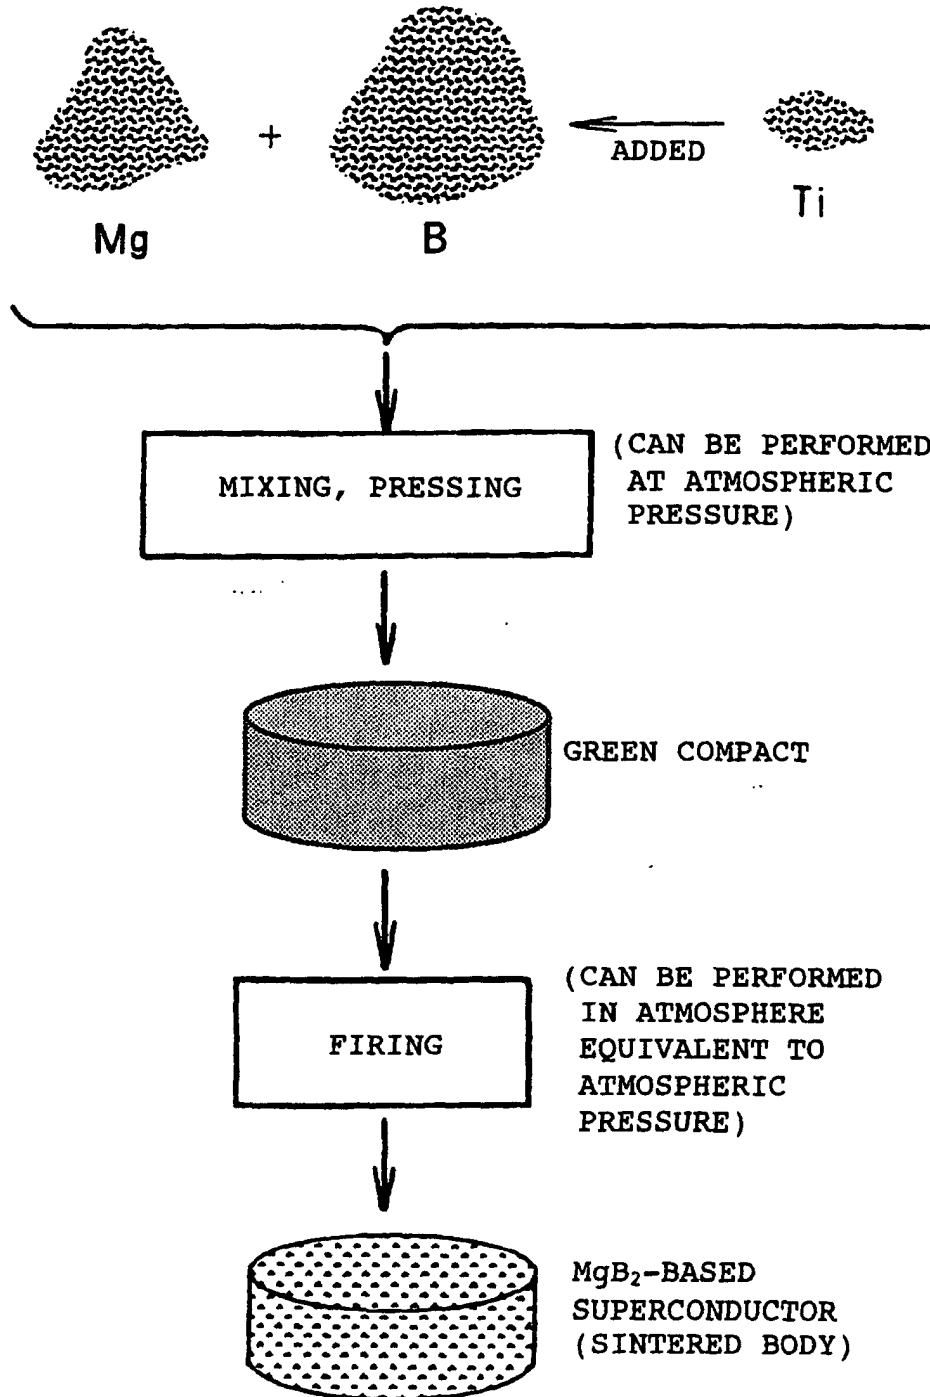 +
ADDED
Mg
B
Ti
MIXING, PRESSING
(CAN BE PERFORMED
AT ATMOSPHERIC
PRESSURE)
GREEN COMPACT
FIRING
(CAN BE PERFORMED
IN ATMOSPHERE
EQUIVALENT TO
ATMOSPHERIC
PRESSURE)
MgB₂-BASED
SUPERCONDUCTOR
(SINTERED BODY)